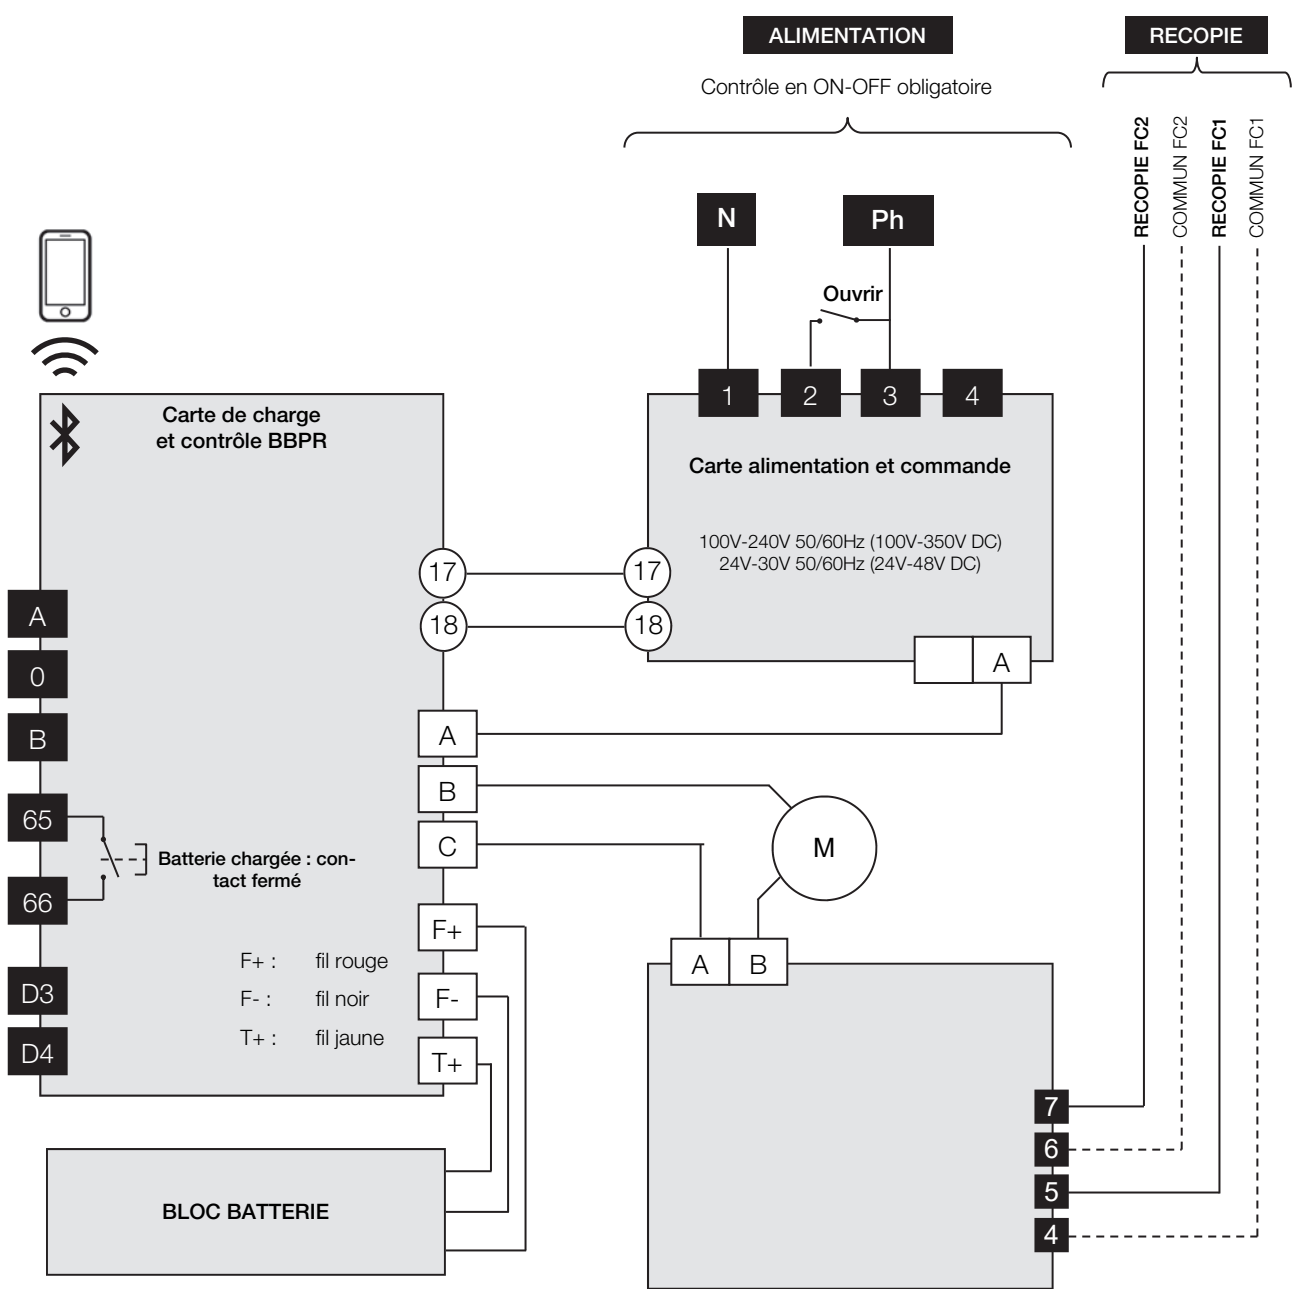 ALIMENTATION
RECOPIE
Contrôle en ON-OFF obligatoire
RECOPIE FC2
COMMUN FC2
RECOPIE FC1
COMMUN FC1
N
Ph
Ouvrir
1
2
3
4
Carte de charge
et contrôle BBPR
Carte alimentation et commande
100V-240V 50/60Hz (100V-350V DC)
24V-30V 50/60Hz (24V-48V DC)
17
17
18
18
A
0
B
A
A
B
C
M
65
66
Batterie chargée : con-
tact fermé
F+
F-
T+
F+ : fil rouge
F- : fil noir
T+ : fil jaune
D3
D4
A
B
7
6
5
4
BLOC BATTERIE